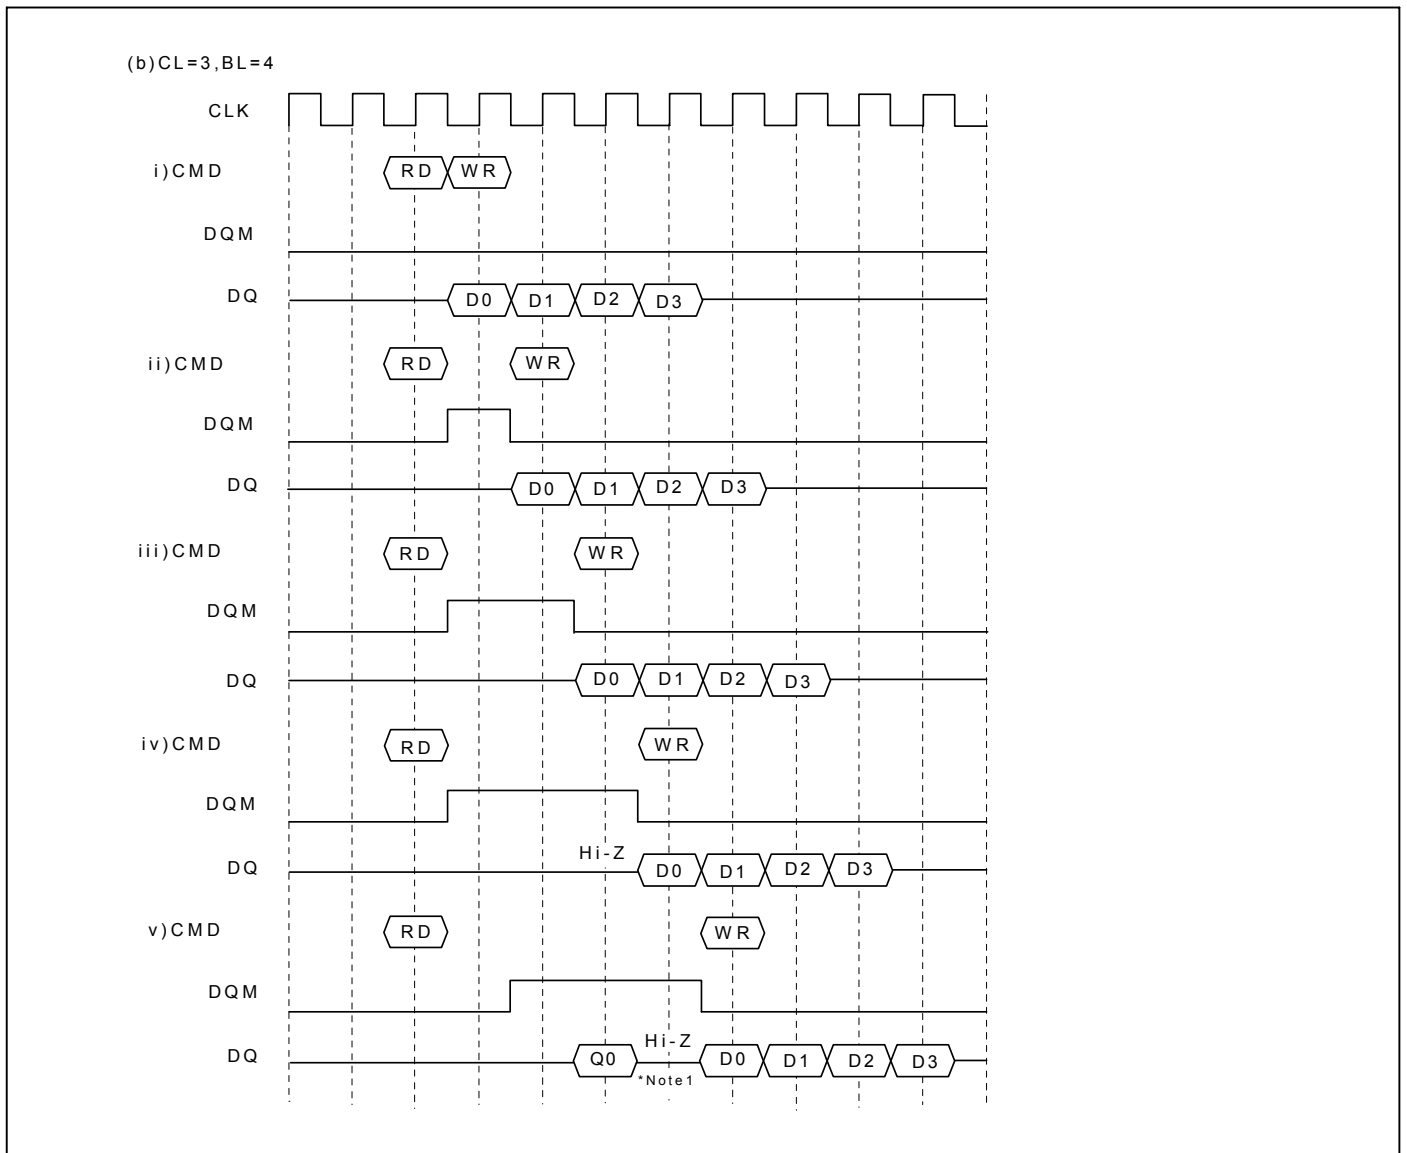 (b)CL=3,BL=4
CLK
i)CMD RD WR
DQM
DQ D0 D1 D2 D3
ii)CMD RD WR
DQM
DQ D0 D1 D2 D3
iii)CMD RD WR
DQM
DQ D0 D1 D2 D3
iv)CMD RD WR
DQM
Hi-Z
DQ D0 D1 D2 D3
v)CMD RD WR
DQM
Hi-Z
DQ Q0 D0 D1 D2 D3
*Note1